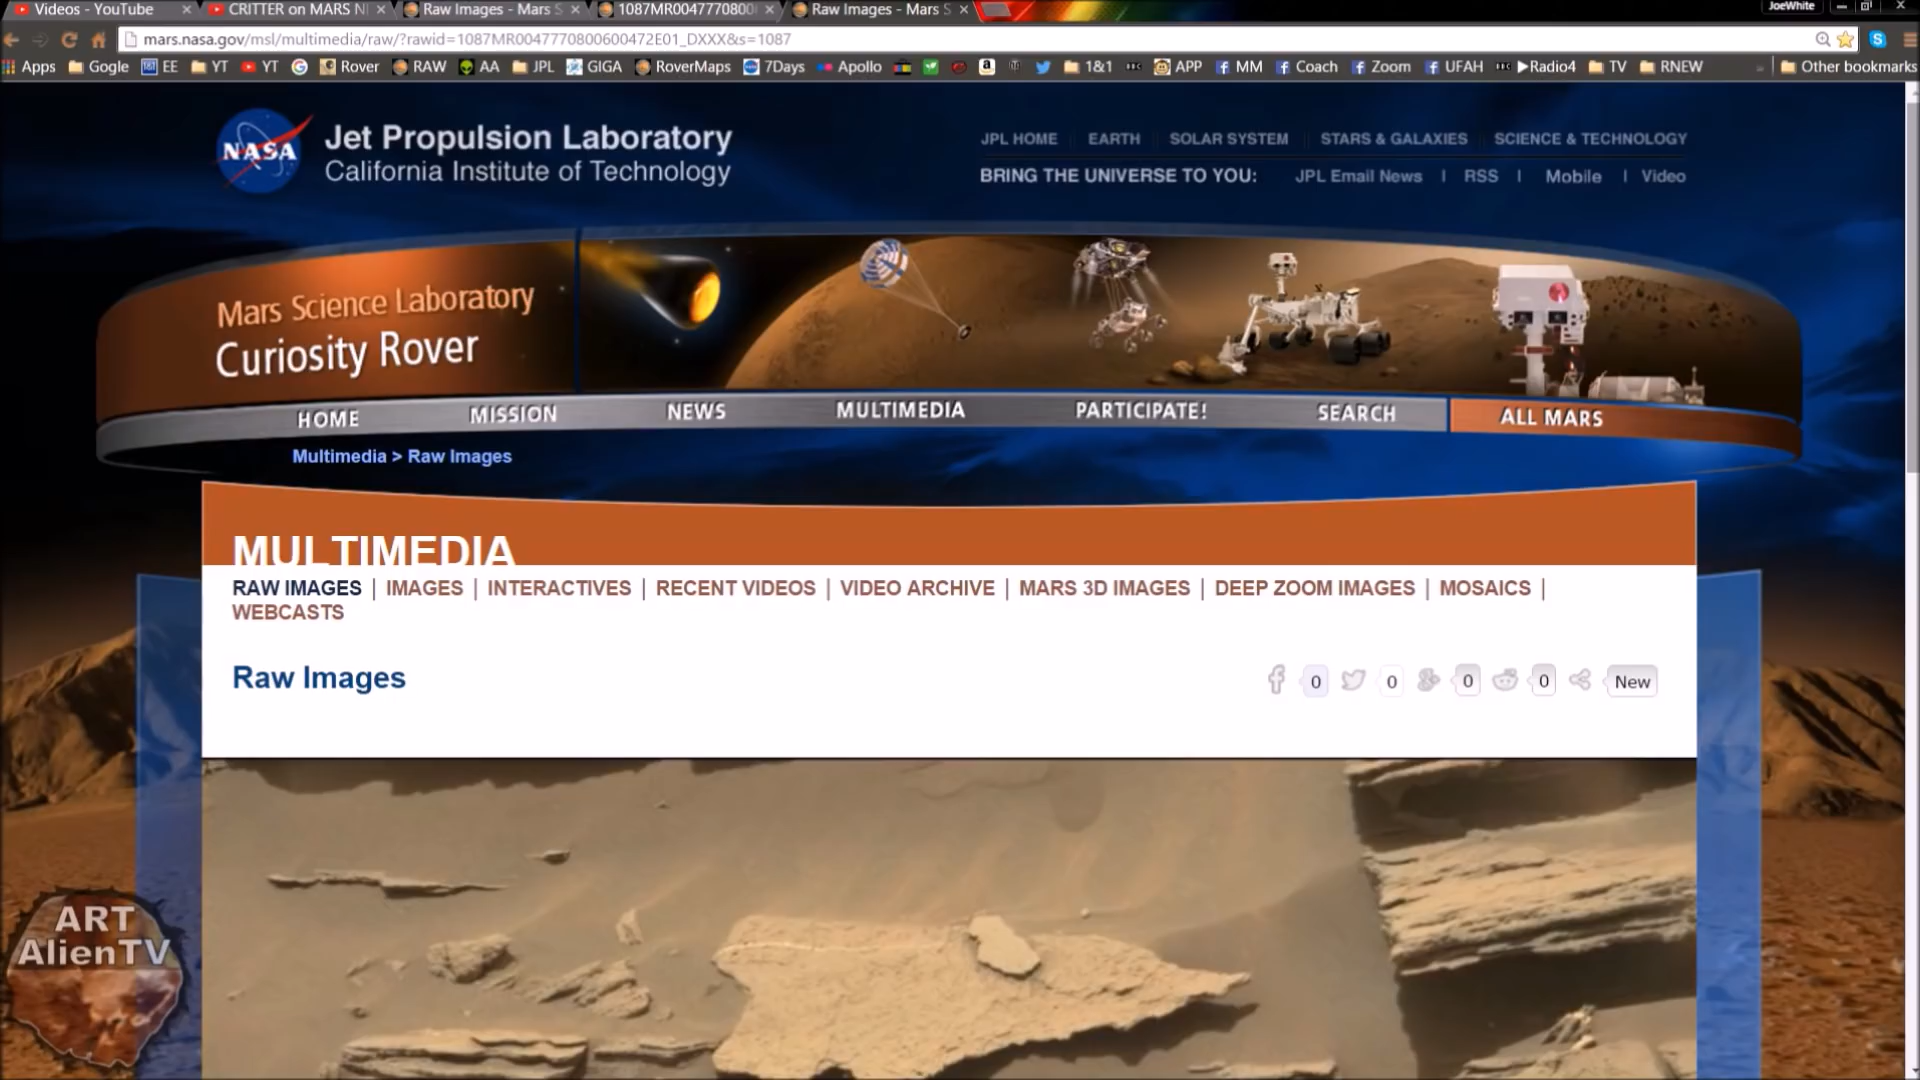 Videos - YouTube
CRITTER on MARS N
Raw Images - Mars S
1087MR0047770800
Raw Images - Mars S
JoeWhite
mars.nasa.gov/msl/multimedia/raw/?rawid=1087MR0047770800600472E01_DXXX&s=1087
Apps Gogle EE YT YT Rover RAW AA JPL GIGA RoverMaps 7Days Apollo 1&1 APP MM Coach Zoom UFAH ▶Radio4 TV RNEW » Other bookmarks
NASA
Jet Propulsion Laboratory
California Institute of Technology
JPL HOME EARTH SOLAR SYSTEM STARS & GALAXIES SCIENCE & TECHNOLOGY
BRING THE UNIVERSE TO YOU: JPL Email News | RSS | Mobile | Video
Mars Science Laboratory
Curiosity Rover
HOME MISSION NEWS MULTIMEDIA PARTICIPATE! SEARCH ALL MARS
Multimedia > Raw Images
MULTIMEDIA
RAW IMAGES | IMAGES | INTERACTIVES | RECENT VIDEOS | VIDEO ARCHIVE | MARS 3D IMAGES | DEEP ZOOM IMAGES | MOSAICS |
WEBCASTS
Raw Images
0 0 0 0 New
ART
AlienTV